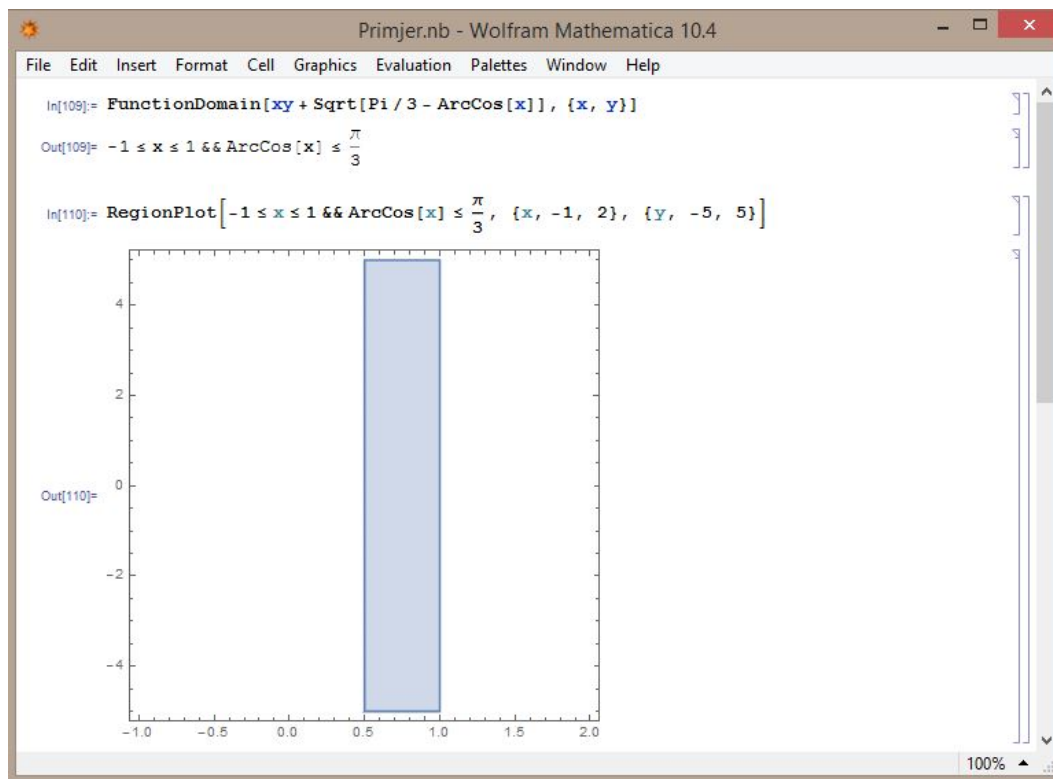 Primjer.nb - Wolfram Mathematica 10.4
File Edit Insert Format Cell Graphics Evaluation Palettes Window Help
In[109]:= FunctionDomain[xy + Sqrt[Pi / 3 - ArcCos[x]], {x, y}]
Out[109]= -1 ≤ x ≤ 1 && ArcCos[x] ≤ π/3
In[110]:= RegionPlot[-1 ≤ x ≤ 1 && ArcCos[x] ≤ π/3, {x, -1, 2}, {y, -5, 5}]
4
2
Out[110]= 0
-2
-4
-1.0 -0.5 0.0 0.5 1.0 1.5 2.0
100%